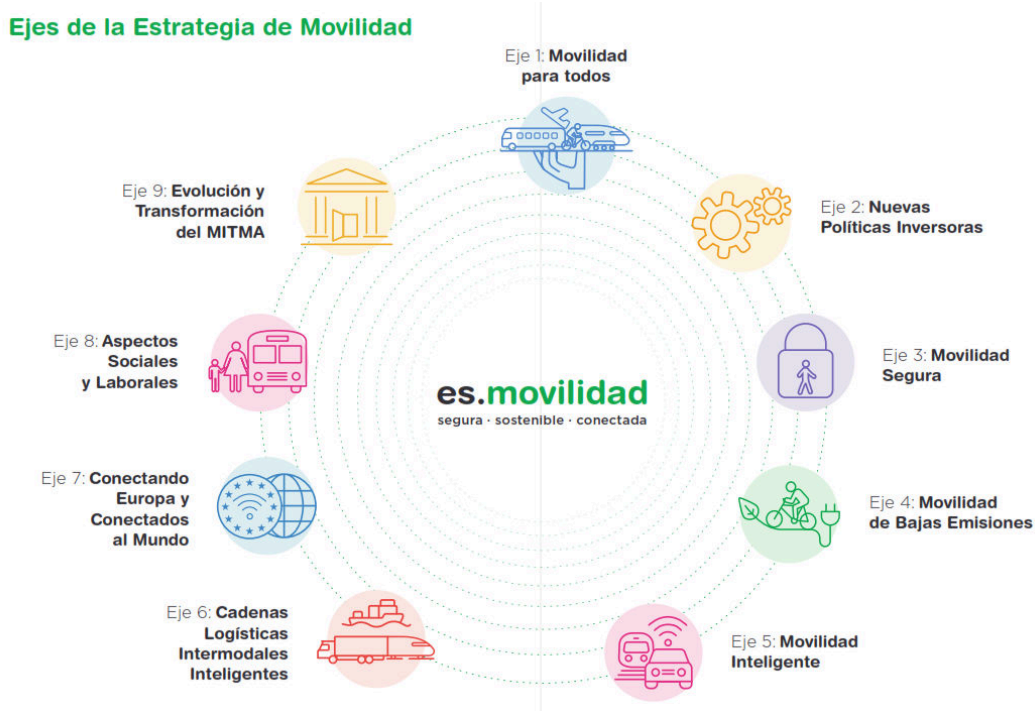 Ejes de la Estrategia de Movilidad
Eje 1: Movilidad
para todos
Eje 2: Nuevas
Políticas Inversoras
Eje 3: Movilidad
Segura
Eje 4: Movilidad
de Bajas Emisiones
Eje 5: Movilidad
Inteligente
Eje 6: Cadenas
Logísticas
Intermodales
Inteligentes
Eje 7: Conectando
Europa y
Conectados
al Mundo
Eje 8: Aspectos
Sociales
y Laborales
Eje 9: Evolución y
Transformación
del MITMA
es.movilidad
segura · sostenible · conectada